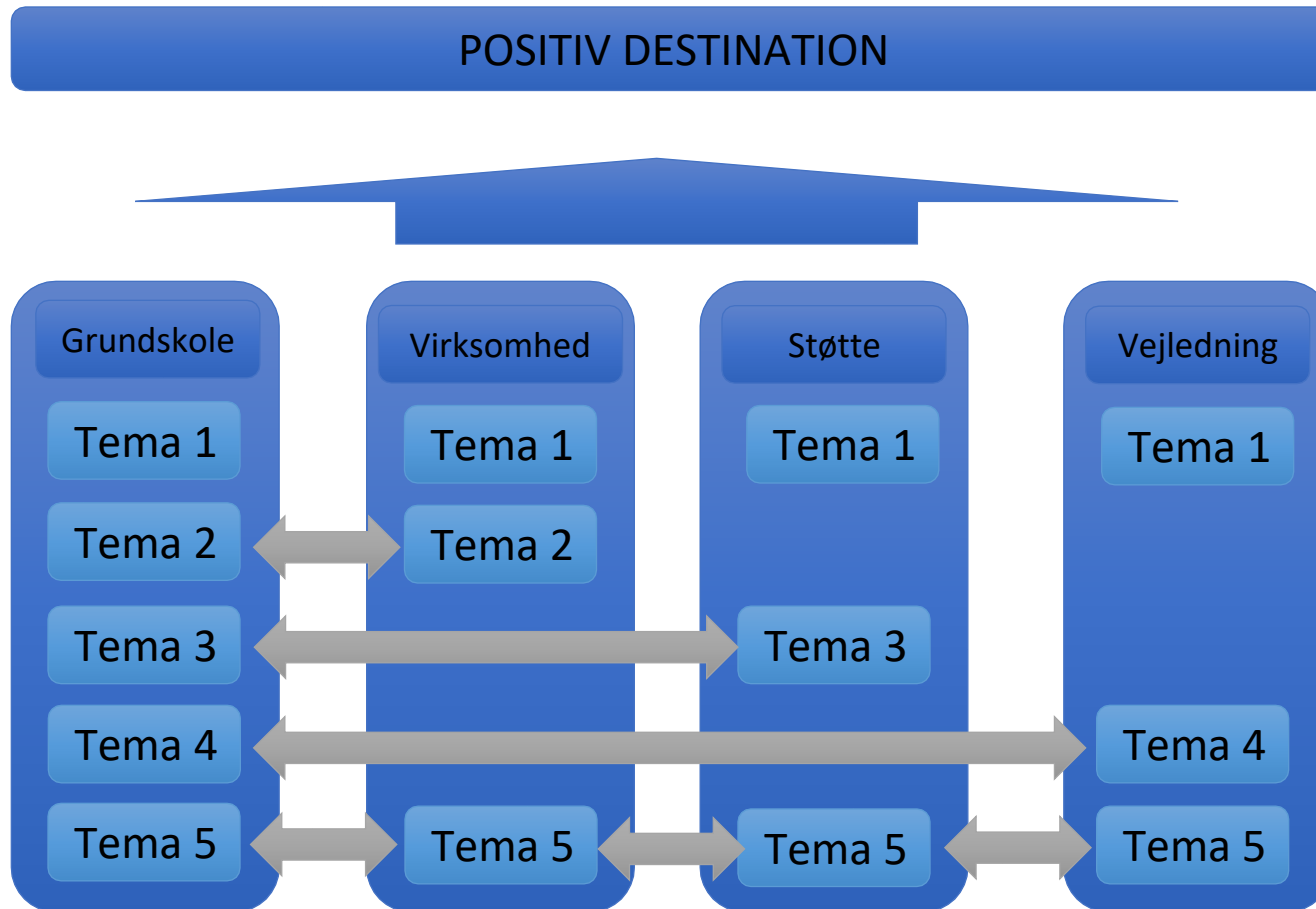 POSITIV DESTINATION
Grundskole
Tema 1
Tema 2
Tema 3
Tema 4
Tema 5
Virksomhed
Tema 1
Tema 2
Tema 5
Støtte
Tema 1
Tema 3
Tema 5
Vejledning
Tema 1
Tema 4
Tema 5